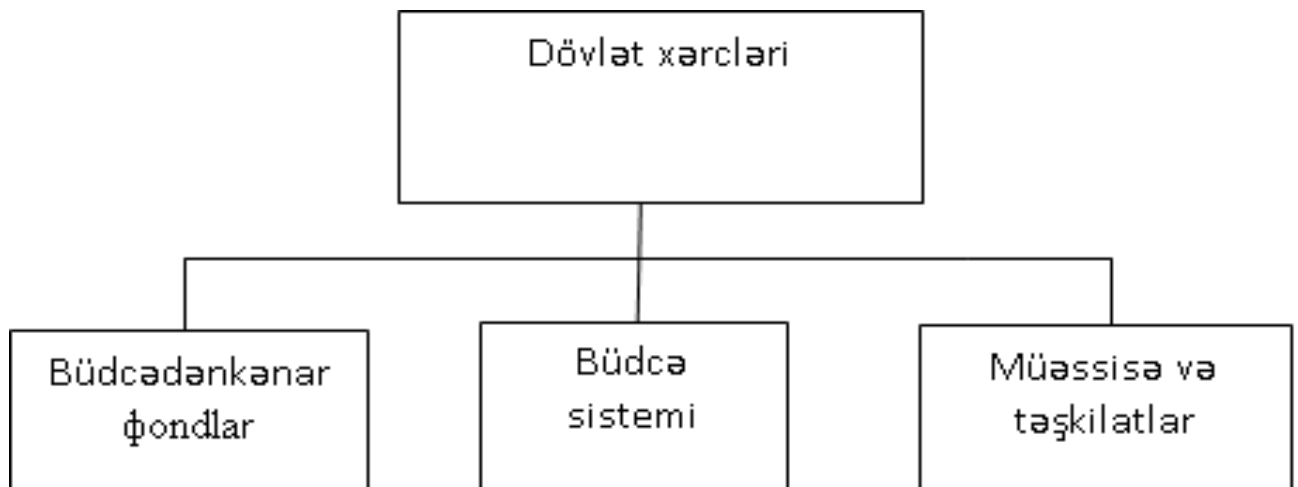 Dövlət xərcləri
Büdcədənkənar
фondlar
Büdcə
sistemi
Müəssisə və
təşkilatlar